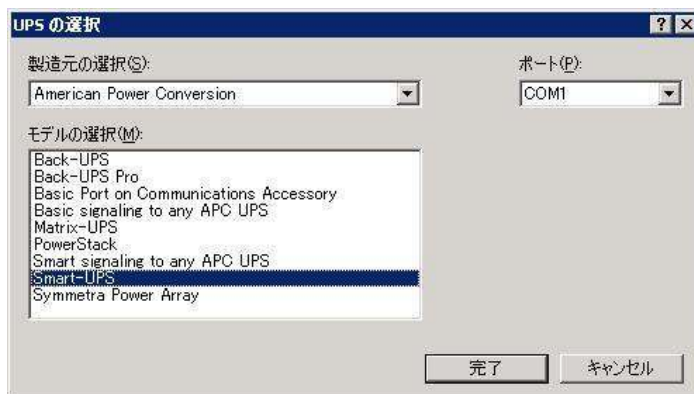 UPS の選択
製造元の選択(S):
ポート(P):
American Power Conversion
COM1
モデルの選択(M):
Back-UPS
Back-UPS Pro
Basic Port on Communications Accessory
Basic signaling to any APC UPS
Matrix-UPS
PowerStack
Smart signaling to any APC UPS
Smart-UPS
Symmetra Power Array
完了
キャンセル